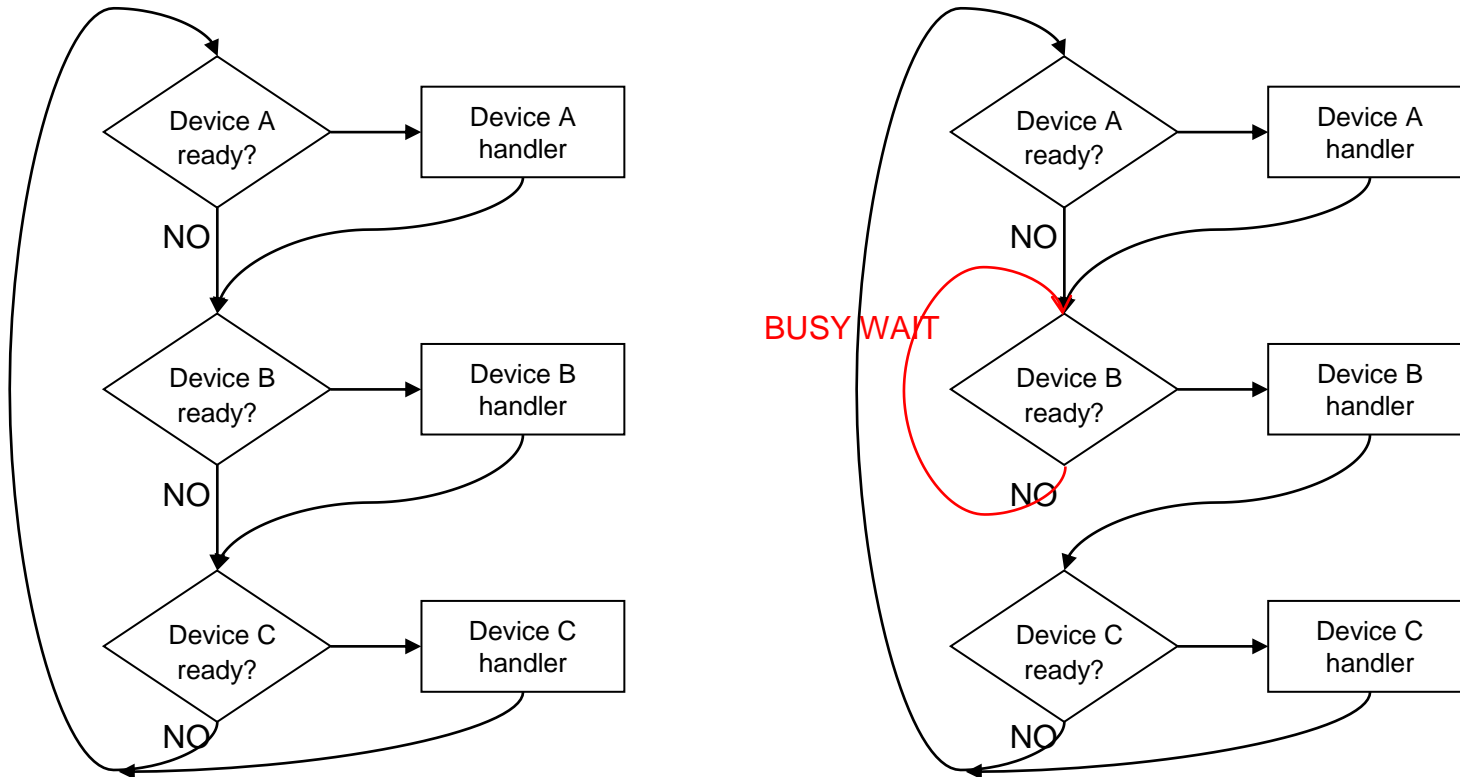 Device A
ready?
Device A
handler
NO
Device B
ready?
Device B
handler
NO
Device C
ready?
Device C
handler
NO
Device A
ready?
Device A
handler
NO
BUSY WAIT
Device B
ready?
Device B
handler
NO
Device C
ready?
Device C
handler
NO